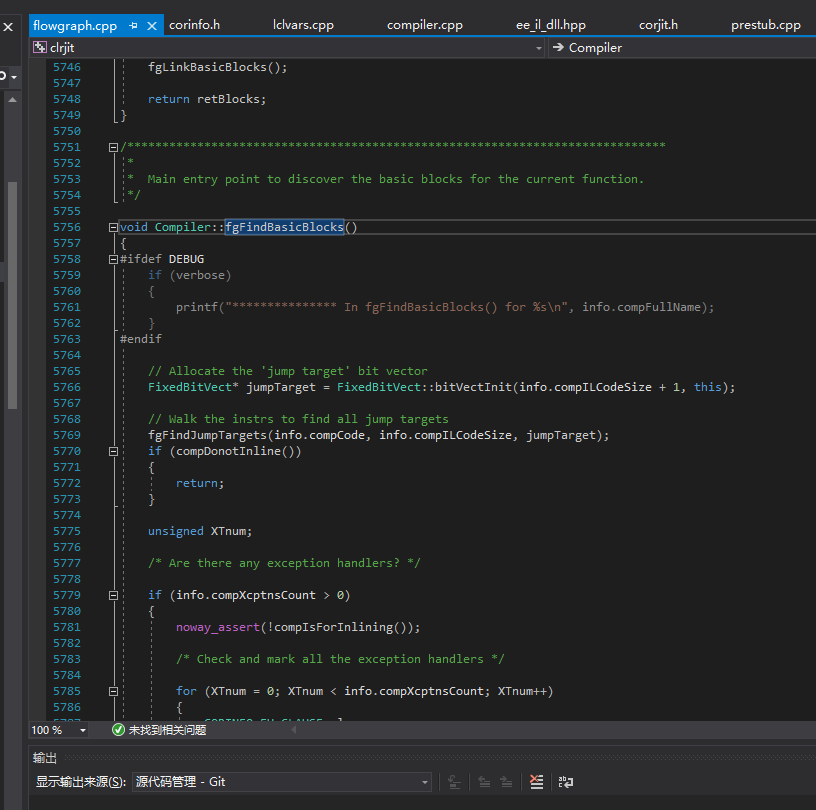 flowgraph.cpp corinfo.h lclvars.cpp compiler.cpp ee_il_dll.hpp corjit.h prestub.cpp
clrjit Compiler
5746 fgLinkBasicBlocks();
5747
5748 return retBlocks;
5749 }
5750
5751 /*****************************************************************************
5752 *
5753 *  Main entry point to discover the basic blocks for the current function.
5754 */
5755
5756 void Compiler::fgFindBasicBlocks()
5757 {
5758 #ifdef DEBUG
5759 if (verbose)
5760 {
5761 printf("*************** In fgFindBasicBlocks() for %s\n", info.compFullName);
5762 }
5763 #endif
5764
5765 // Allocate the 'jump target' bit vector
5766 FixedBitVect* jumpTarget = FixedBitVect::bitVectInit(info.compILCodeSize + 1, this);
5767
5768 // Walk the instrs to find all jump targets
5769 fgFindJumpTargets(info.compCode, info.compILCodeSize, jumpTarget);
5770 if (compDonotInline())
5771 {
5772 return;
5773 }
5774
5775 unsigned XTnum;
5776
5777 /* Are there any exception handlers? */
5778
5779 if (info.compXcptnsCount > 0)
5780 {
5781 noway_assert(!compIsForInlining());
5782
5783 /* Check and mark all the exception handlers */
5784
5785 for (XTnum = 0; XTnum < info.compXcptnsCount; XTnum++)
5786 {
100 % 未找到相关问题
输出
显示输出来源(S): 源代码管理 - Git